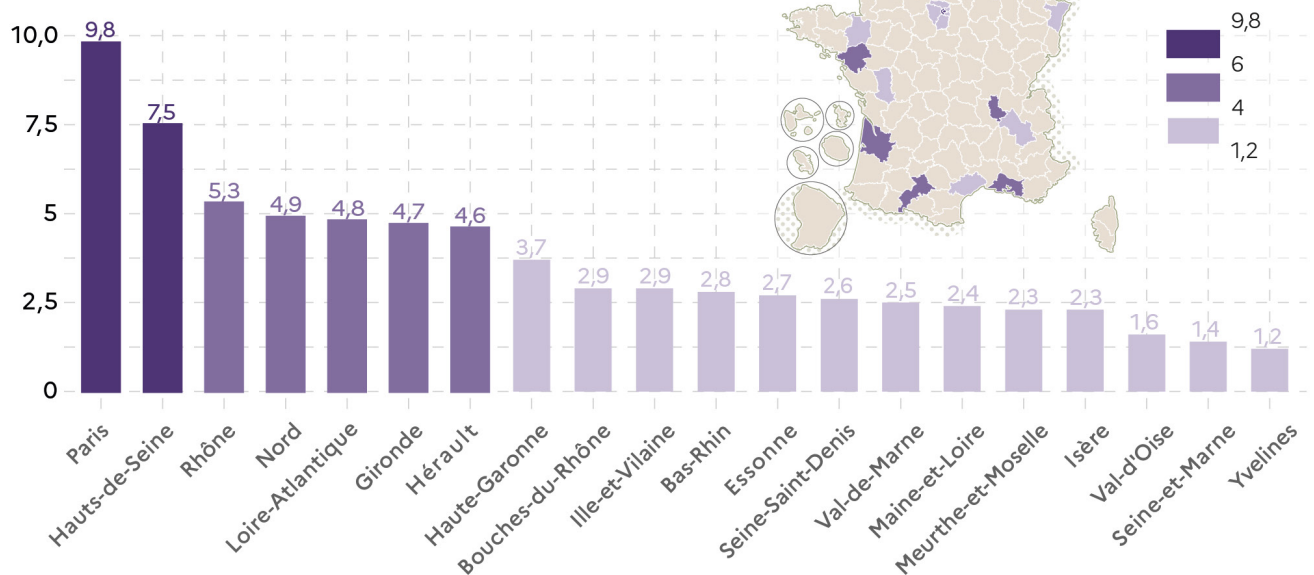 10,0
7,5
5
2,5
0
9,8
7,5
5,3
4,9
4,8
4,7
4,6
3,7
2,9
2,9
2,8
2,7
2,6
2,5
2,4
2,3
2,3
1,6
1,4
1,2
9,8
6
4
1,2
Paris
Hauts-de-Seine
Rhône
Nord
Loire-Atlantique
Gironde
Hérault
Haute-Garonne
Bouches-du-Rhône
Ille-et-Vilaine
Bas-Rhin
Essonne
Seine-Saint-Denis
Val-de-Marne
Maine-et-Loire
Meurthe-et-Moselle
Isère
Val-d'Oise
Seine-et-Marne
Yvelines